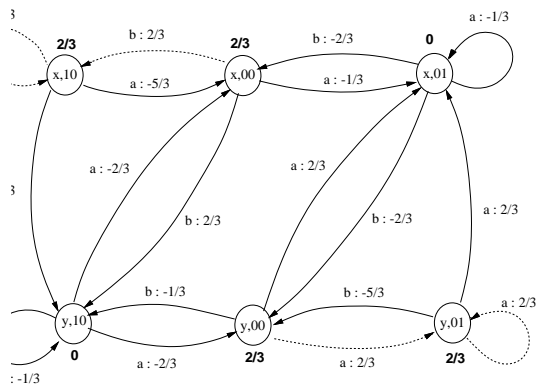 3
2/3
b : 2/3
2/3
b : -2/3
0
a : -1/3
x,10
a : -5/3
x,00
a : -1/3
x,01
a : -2/3
a : 2/3
3
b : 2/3
b : -2/3
a : 2/3
y,10
b : -1/3
y,00
b : -5/3
y,01
a : 2/3
0
a : -2/3
2/3
a : 2/3
2/3
: -1/3